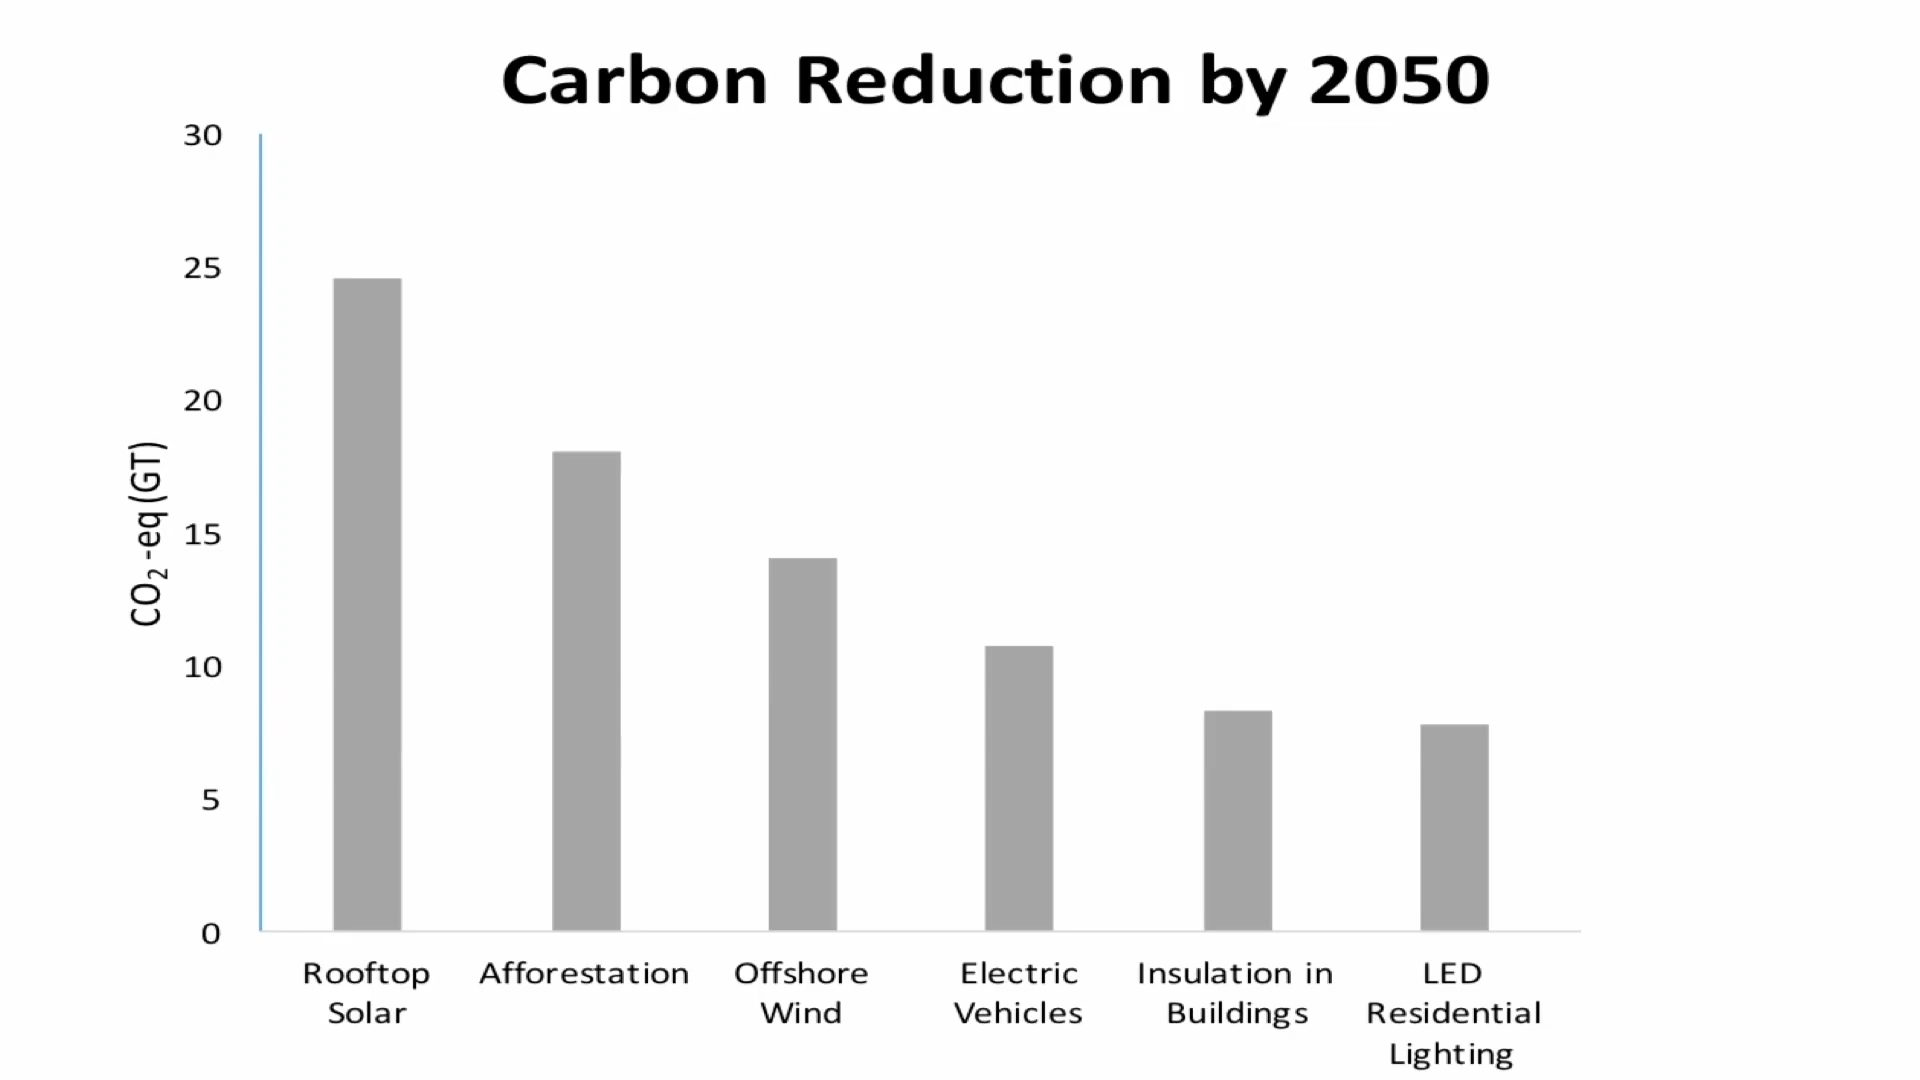 Carbon Reduction by 2050
30
25
20
15
10
5
0
CO₂ -eq (GT)
Rooftop
Solar
Afforestation
Offshore
Wind
Electric
Vehicles
Insulation in
Buildings
LED
Residential
Lighting